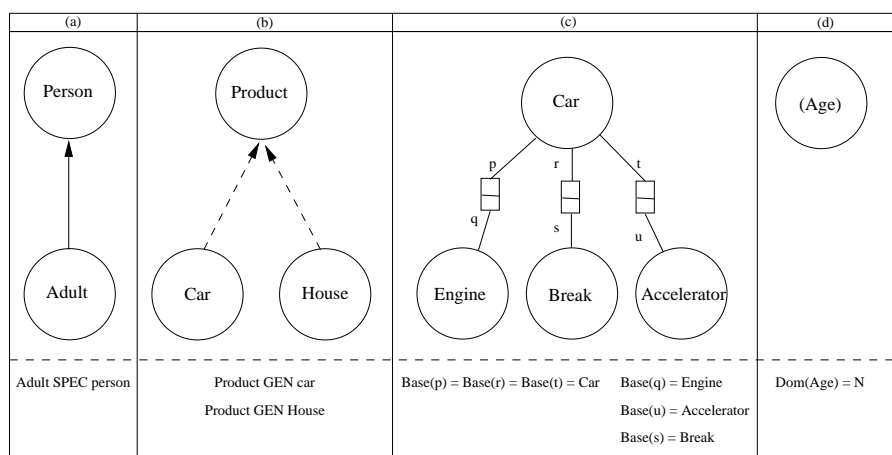 (a)
(b)
(c)
(d)
Person
Product
Car
(Age)
p
r
t
q
s
u
Adult
Car
House
Engine
Break
Accelerator
Adult SPEC person
Product GEN car
Product GEN House
Base(p) = Base(r) = Base(t) = Car
Base(q) = Engine
Base(u) = Accelerator
Base(s) = Break
Dom(Age) = N